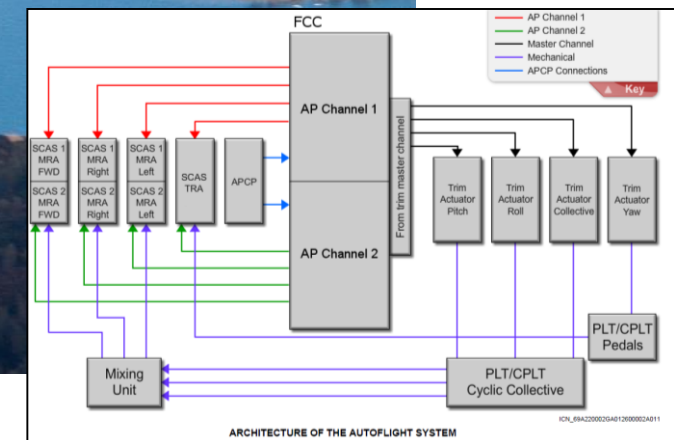 FCC
AP Channel 1
AP Channel 2
Master Channel
Mechanical
APCP Connections
Key
AP Channel 1
AP Channel 2
From trim master channel
SCAS 1
MRA
FWD
SCAS 2
MRA
FWD
SCAS 1
MRA
Right
SCAS 2
MRA
Right
SCAS 1
MRA
Left
SCAS 2
MRA
Left
SCAS
TRA
APCP
Trim
Actuator
Pitch
Trim
Actuator
Roll
Trim
Actuator
Collective
Trim
Actuator
Yaw
PLT/CPLT
Pedals
Mixing
Unit
PLT/CPLT
Cyclic Collective
ICN_69A220002GA012600002A011
ARCHITECTURE OF THE AUTOFLIGHT SYSTEM